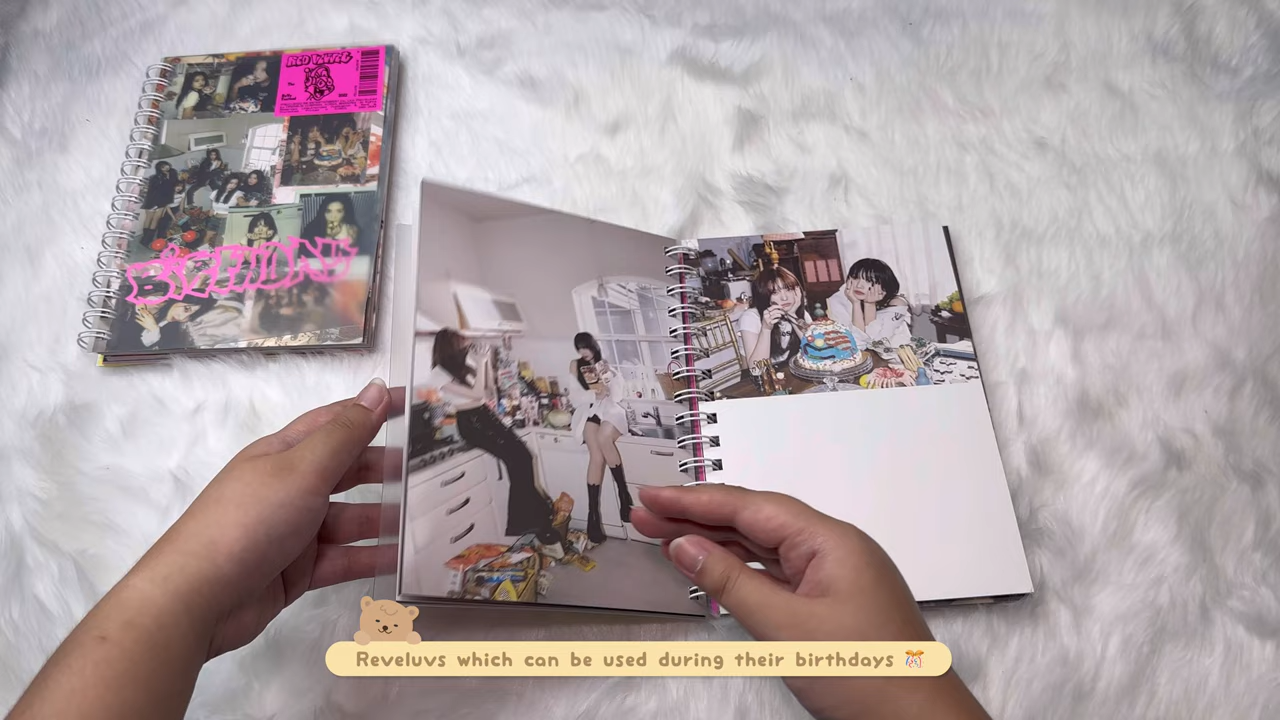 RED VELVET
BIRTHDAY
Reveluvs which can be used during their birthdays 🎊